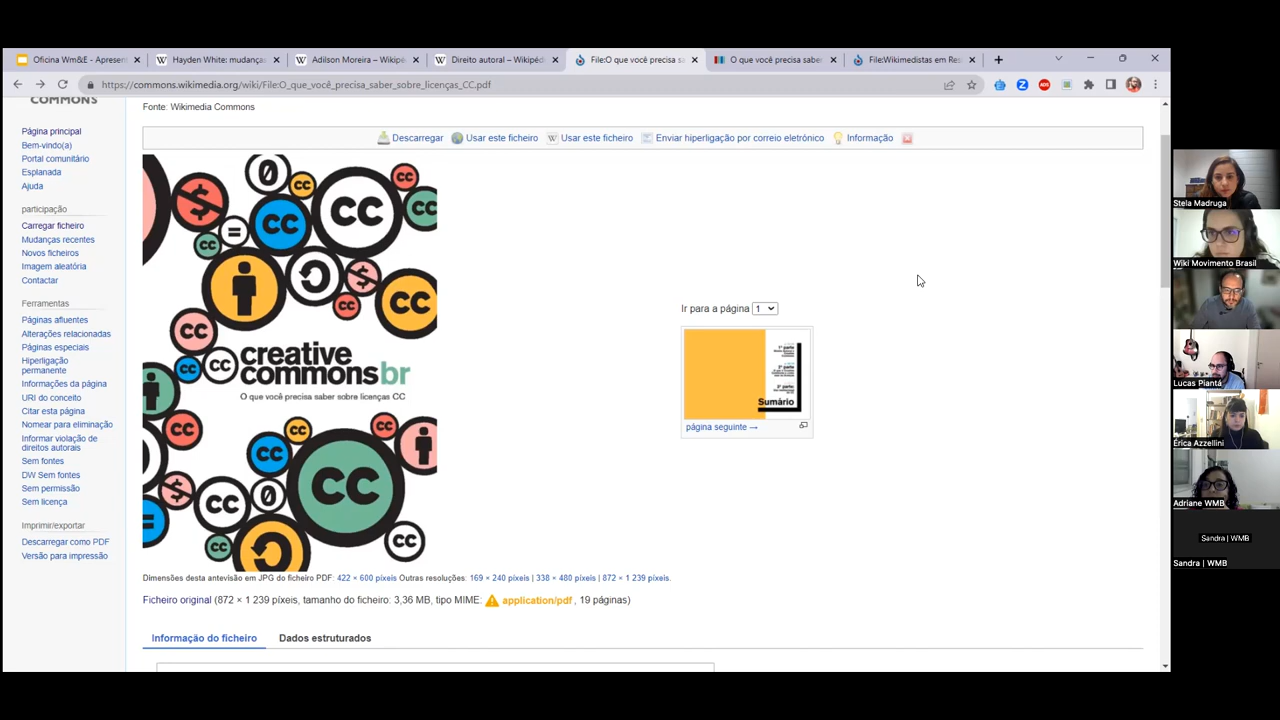 Oficina Wm&E - Apresen
Hayden White: mudança
Adilson Moreira – Wikipe
Direito autoral – Wikipéd
File:O que você precisa sa
O que você precisa saber
File:Wikimedistas em Res
https://commons.wikimedia.org/wiki/File:O_que_você_precisa_saber_sobre_licenças_CC.pdf
COMMONS
Página principal
Bem-vindo(a)
Portal comunitário
Esplanada
Ajuda
participação
Carregar ficheiro
Mudanças recentes
Novos ficheiros
Imagem aleatória
Contactar
Ferramentas
Páginas afluentes
Alterações relacionadas
Páginas especiais
Hiperligação
permanente
Informações da página
URI do conceito
Citar esta página
Nomear para eliminação
Informar violação de
direitos autorais
Sem fontes
DW Sem fontes
Sem permissão
Sem licença
Imprimir/exportar
Descarregar como PDF
Versão para impressão
Fonte: Wikimedia Commons
Descarregar
Usar este ficheiro
Usar este ficheiro
Enviar hiperligação por correio eletrónico
Informação
creative
commonsbr
O que você precisa saber sobre licenças CC
Ir para a página 1
Sumário
página seguinte →
Dimensões desta antevisão em JPG do ficheiro PDF: 422 × 600 píxeis Outras resoluções: 169 × 240 píxeis | 338 × 480 píxeis | 872 × 1 239 píxeis.
Ficheiro original (872 × 1 239 píxeis, tamanho do ficheiro: 3,36 MB, tipo MIME: application/pdf , 19 páginas)
Informação do ficheiro
Dados estruturados
Stela Madruga
Wiki Movimento Brasil
Lucas Piantá
Érica Azzellini
Adriane WMB
Sandra | WMB
Sandra | WMB